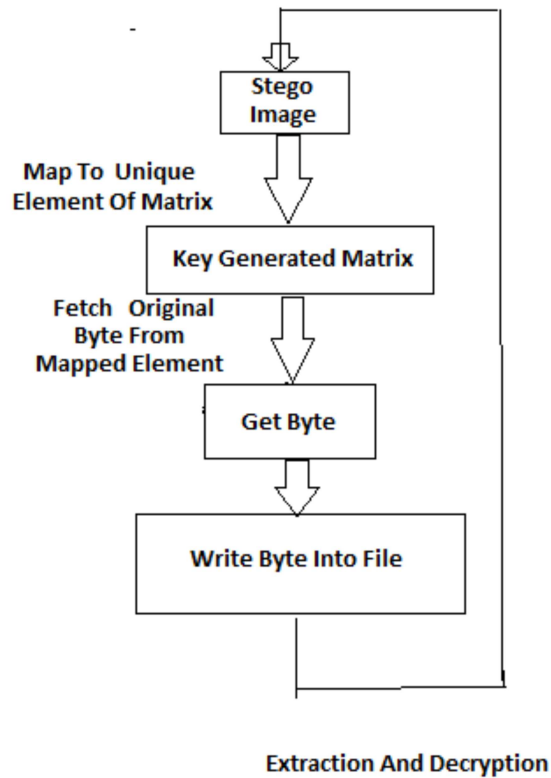 Stego
Image
Map To Unique
Element Of Matrix
Key Generated Matrix
Fetch Original
Byte From
Mapped Element
Get Byte
Write Byte Into File
Extraction And Decryption